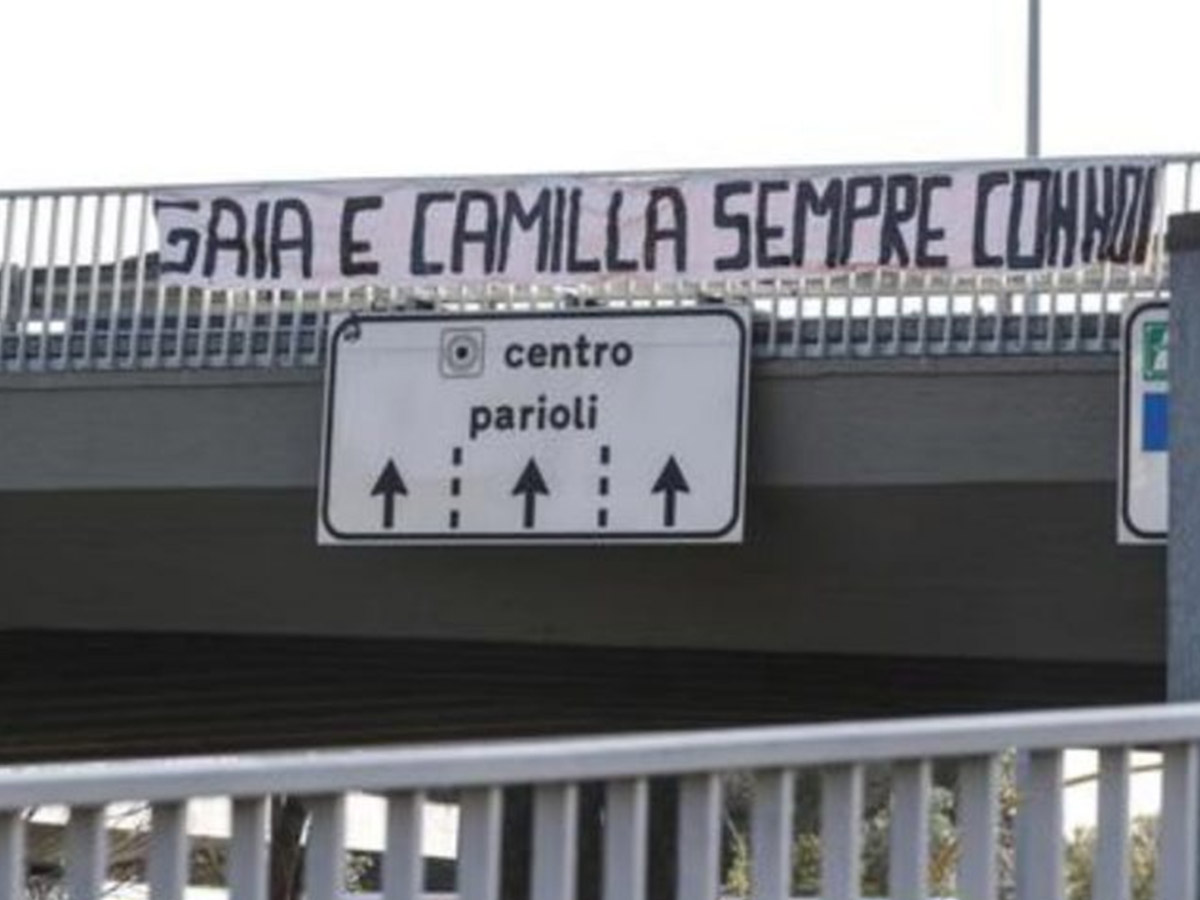 GAIA E CAMILLA SEMPRE CON NOI
centro
parioli